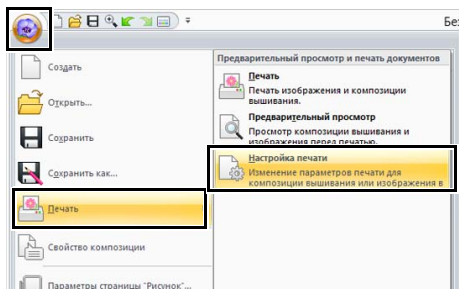 Без
Создать
Открыть...
Сохранить
Сохранить как...
Печать
Свойство композиции
Параметры страницы "Рисунок"...
Предварительный просмотр и печать документов
Печать
Печать изображения и композиции
вышивания.
Предварительный просмотр
Просмотр композиции вышивания и
изображения перед печатью.
Настройка печати
Изменение параметров печати для
композиции вышивания или изображения в